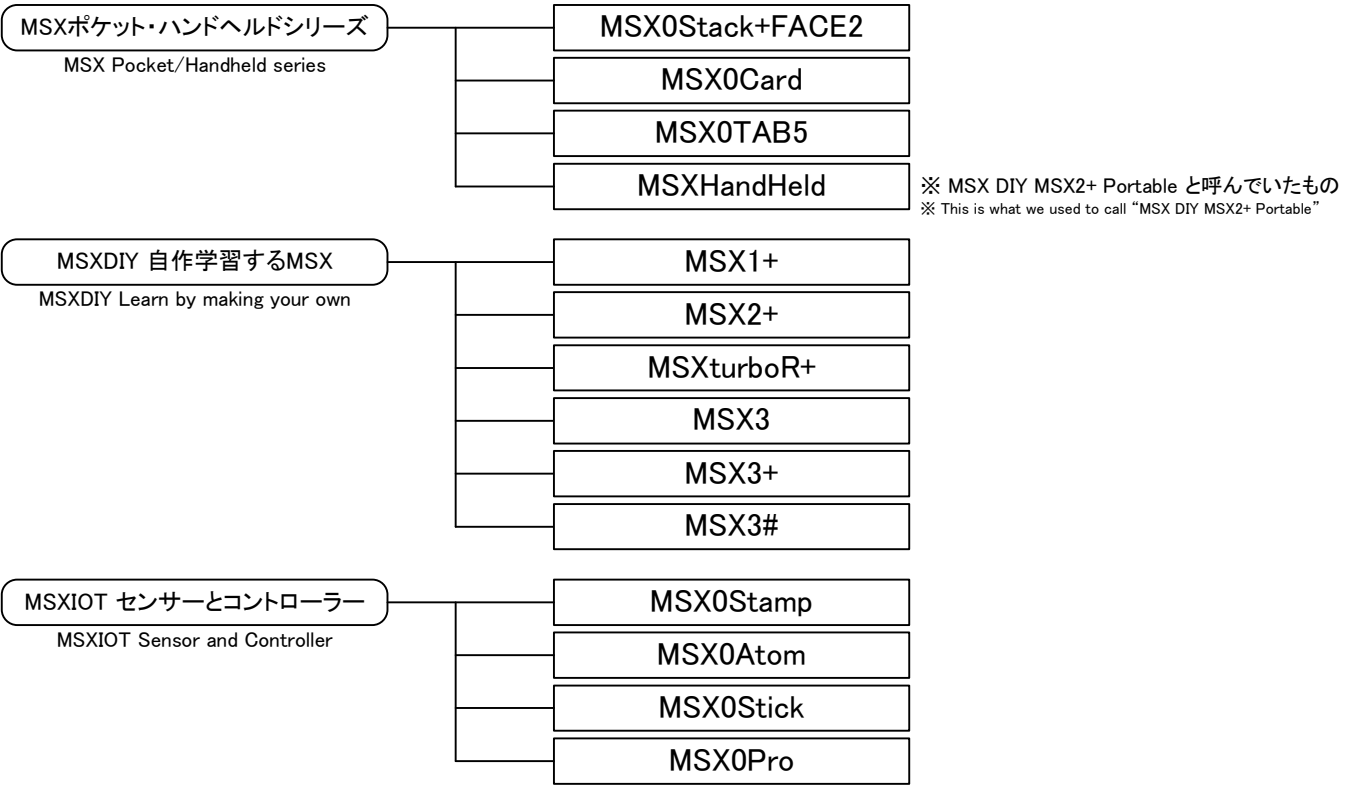 MSXポケット・ハンドヘルドシリーズ
MSX Pocket/Handheld series
MSX0Stack+FACE2
MSX0Card
MSX0TAB5
MSXHandHeld
※ MSX DIY MSX2+ Portable と呼んでいたもの
※ This is what we used to call “MSX DIY MSX2+ Portable”
MSXDIY 自作学習するMSX
MSXDIY Learn by making your own
MSX1+
MSX2+
MSXturboR+
MSX3
MSX3+
MSX3#
MSXIOT センサーとコントローラー
MSXIOT Sensor and Controller
MSX0Stamp
MSX0Atom
MSX0Stick
MSX0Pro